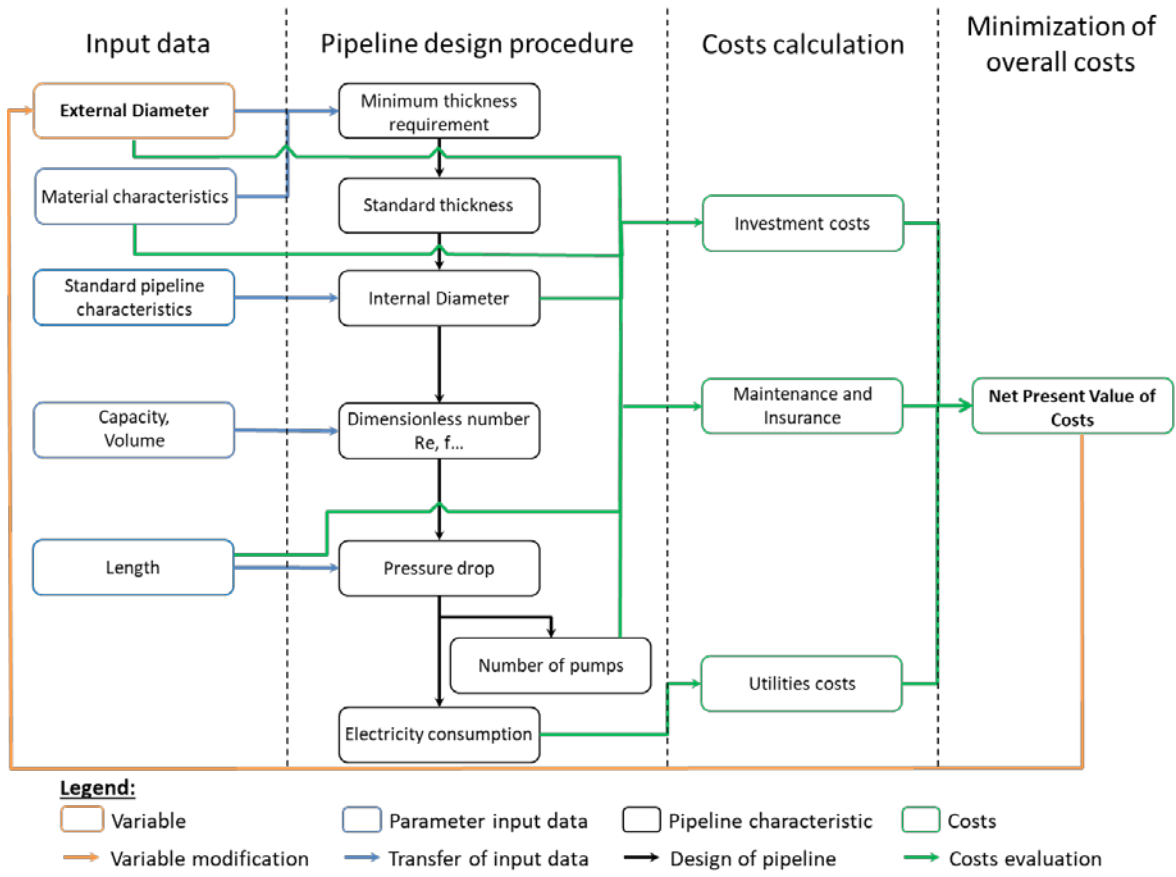 Input data
Pipeline design procedure
Costs calculation
Minimization of
overall costs
External Diameter
Material characteristics
Standard pipeline
characteristics
Capacity,
Volume
Length
Minimum thickness
requirement
Standard thickness
Internal Diameter
Dimensionless number
Re, f...
Pressure drop
Number of pumps
Electricity consumption
Investment costs
Maintenance and
Insurance
Utilities costs
Net Present Value of
Costs
Legend:
Variable
Parameter input data
Pipeline characteristic
Costs
Variable modification
Transfer of input data
Design of pipeline
Costs evaluation